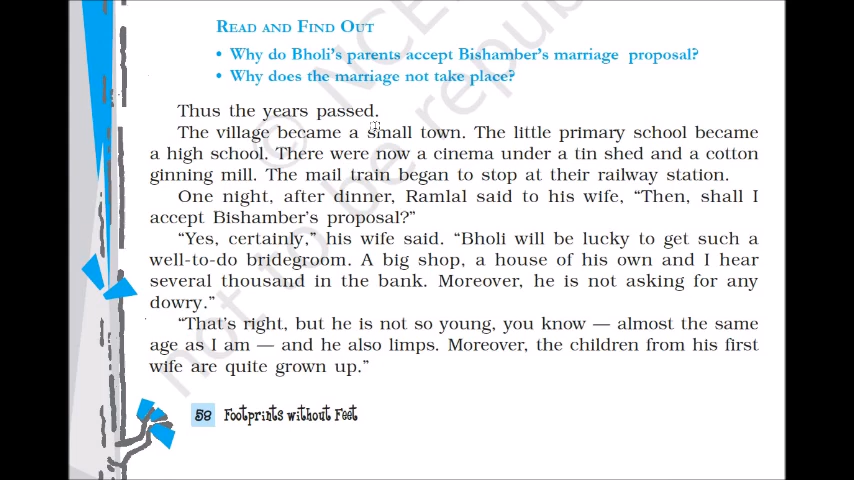 READ AND FIND OUT
• Why do Bholi's parents accept Bishamber's marriage proposal?
• Why does the marriage not take place?
Thus the years passed.
The village became a small town. The little primary school became
a high school. There were now a cinema under a tin shed and a cotton
ginning mill. The mail train began to stop at their railway station.
One night, after dinner, Ramlal said to his wife, “Then, shall I
accept Bishamber's proposal?”
“Yes, certainly,” his wife said. “Bholi will be lucky to get such a
well-to-do bridegroom. A big shop, a house of his own and I hear
several thousand in the bank. Moreover, he is not asking for any
dowry.”
“That's right, but he is not so young, you know — almost the same
age as I am — and he also limps. Moreover, the children from his first
wife are quite grown up.”
58 Footprints without Feet
© NCE
not to be republ